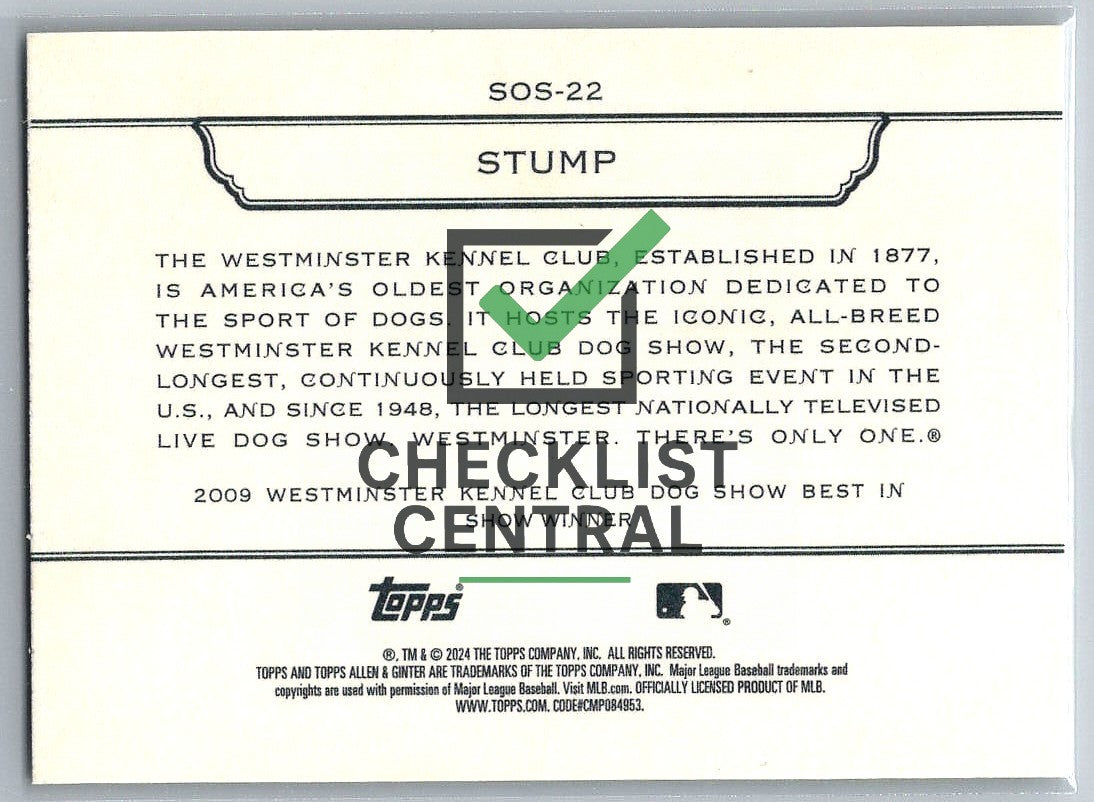 SOS-22
STUMP
THE WESTMINSTER KENNEL CLUB, ESTABLISHED IN 1877,
IS AMERICA'S OLDEST ORGANIZATION DEDICATED TO
THE SPORT OF DOGS. IT HOSTS THE ICONIC, ALL-BREED
WESTMINSTER KENNEL CLUB DOG SHOW, THE SECOND-
LONGEST, CONTINUOUSLY HELD SPORTING EVENT IN THE
U.S., AND SINCE 1948, THE LONGEST NATIONALLY TELEVISED
LIVE DOG SHOW. WESTMINSTER. THERE'S ONLY ONE.®
CHECKLIST
2009 WESTMINSTER KENNEL CLUB DOG SHOW BEST IN
SHOW WINNER
CENTRAL
Topps ®
®
®, TM & © 2024 THE TOPPS COMPANY, INC. ALL RIGHTS RESERVED.
TOPPS AND TOPPS ALLEN & GINTER ARE TRADEMARKS OF THE TOPPS COMPANY, INC. Major League Baseball trademarks and
copyrights are used with permission of Major League Baseball. Visit MLB.com. OFFICIALLY LICENSED PRODUCT OF MLB.
WWW.TOPPS.COM. CODE#CMP084953.